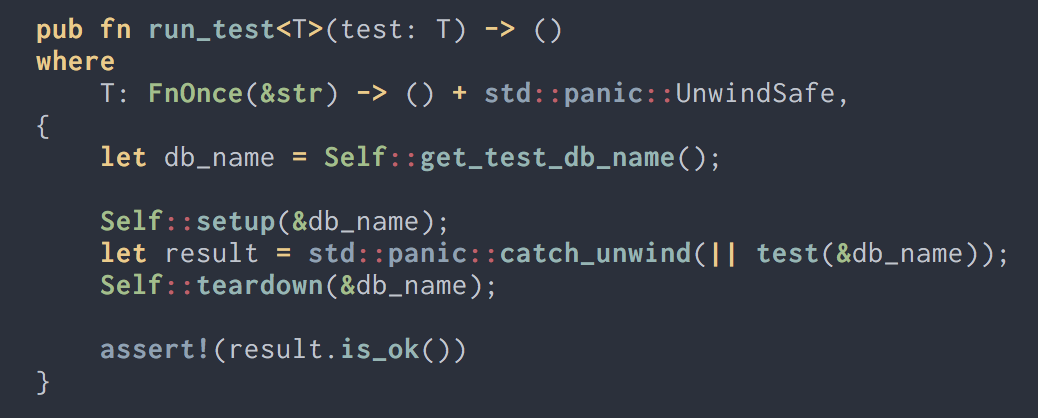 pub fn run_test<T>(test: T) -> ()
where
    T: FnOnce(&str) -> () + std::panic::UnwindSafe,
{
    let db_name = Self::get_test_db_name();

    Self::setup(&db_name);
    let result = std::panic::catch_unwind(|| test(&db_name));
    Self::teardown(&db_name);

    assert!(result.is_ok())
}